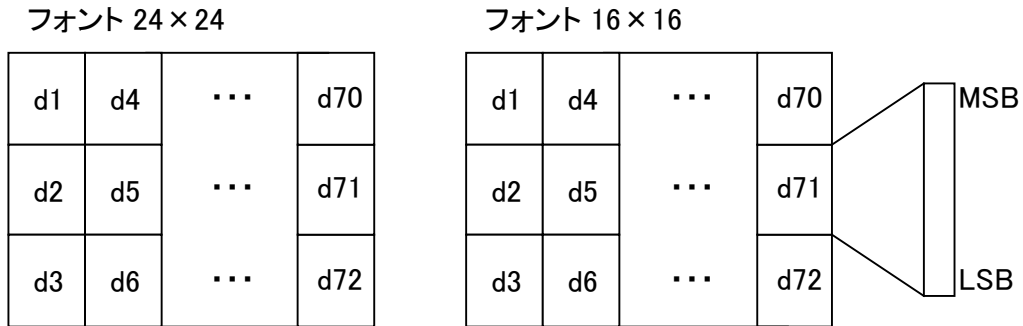 フォント 24×24
d1 d4 ・・・ d70
d2 d5 ・・・ d71
d3 d6 ・・・ d72
フォント 16×16
d1 d4 ・・・ d70
d2 d5 ・・・ d71
d3 d6 ・・・ d72
MSB
LSB